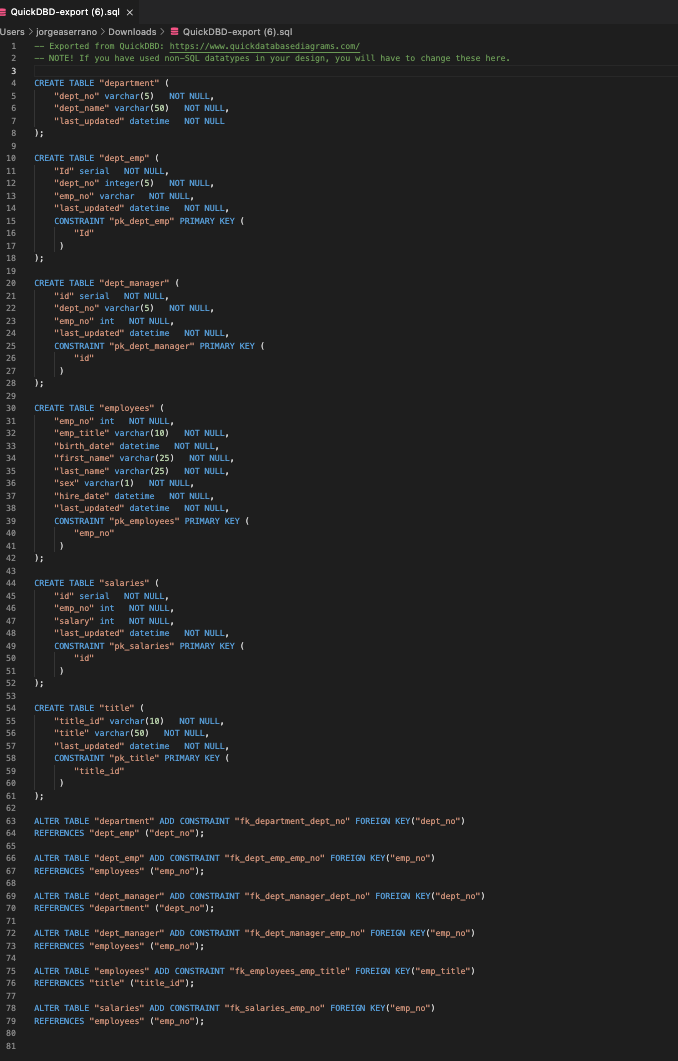 QuickDBD-export (6).sql ×
Users > jorgeaserrano > Downloads > QuickDBD-export (6).sql
1 -- Exported from QuickDBD: https://www.quickdatabasediagrams.com/
2 -- NOTE! If you have used non-SQL datatypes in your design, you will have to change these here.
3
4 CREATE TABLE "department" (
5 "dept_no" varchar(5) NOT NULL,
6 "dept_name" varchar(50) NOT NULL,
7 "last_updated" datetime NOT NULL
8 );
9
10 CREATE TABLE "dept_emp" (
11 "Id" serial NOT NULL,
12 "dept_no" integer(5) NOT NULL,
13 "emp_no" varchar NOT NULL,
14 "last_updated" datetime NOT NULL,
15 CONSTRAINT "pk_dept_emp" PRIMARY KEY (
16 "Id"
17 )
18 );
19
20 CREATE TABLE "dept_manager" (
21 "id" serial NOT NULL,
22 "dept_no" varchar(5) NOT NULL,
23 "emp_no" int NOT NULL,
24 "last_updated" datetime NOT NULL,
25 CONSTRAINT "pk_dept_manager" PRIMARY KEY (
26 "id"
27 )
28 );
29
30 CREATE TABLE "employees" (
31 "emp_no" int NOT NULL,
32 "emp_title" varchar(10) NOT NULL,
33 "birth_date" datetime NOT NULL,
34 "first_name" varchar(25) NOT NULL,
35 "last_name" varchar(25) NOT NULL,
36 "sex" varchar(1) NOT NULL,
37 "hire_date" datetime NOT NULL,
38 "last_updated" datetime NOT NULL,
39 CONSTRAINT "pk_employees" PRIMARY KEY (
40 "emp_no"
41 )
42 );
43
44 CREATE TABLE "salaries" (
45 "id" serial NOT NULL,
46 "emp_no" int NOT NULL,
47 "salary" int NOT NULL,
48 "last_updated" datetime NOT NULL,
49 CONSTRAINT "pk_salaries" PRIMARY KEY (
50 "id"
51 )
52 );
53
54 CREATE TABLE "title" (
55 "title_id" varchar(10) NOT NULL,
56 "title" varchar(50) NOT NULL,
57 "last_updated" datetime NOT NULL,
58 CONSTRAINT "pk_title" PRIMARY KEY (
59 "title_id"
60 )
61 );
62
63 ALTER TABLE "department" ADD CONSTRAINT "fk_department_dept_no" FOREIGN KEY("dept_no")
64 REFERENCES "dept_emp" ("dept_no");
65
66 ALTER TABLE "dept_emp" ADD CONSTRAINT "fk_dept_emp_emp_no" FOREIGN KEY("emp_no")
67 REFERENCES "employees" ("emp_no");
68
69 ALTER TABLE "dept_manager" ADD CONSTRAINT "fk_dept_manager_dept_no" FOREIGN KEY("dept_no")
70 REFERENCES "department" ("dept_no");
71
72 ALTER TABLE "dept_manager" ADD CONSTRAINT "fk_dept_manager_emp_no" FOREIGN KEY("emp_no")
73 REFERENCES "employees" ("emp_no");
74
75 ALTER TABLE "employees" ADD CONSTRAINT "fk_employees_emp_title" FOREIGN KEY("emp_title")
76 REFERENCES "title" ("title_id");
77
78 ALTER TABLE "salaries" ADD CONSTRAINT "fk_salaries_emp_no" FOREIGN KEY("emp_no")
79 REFERENCES "employees" ("emp_no");
80
81